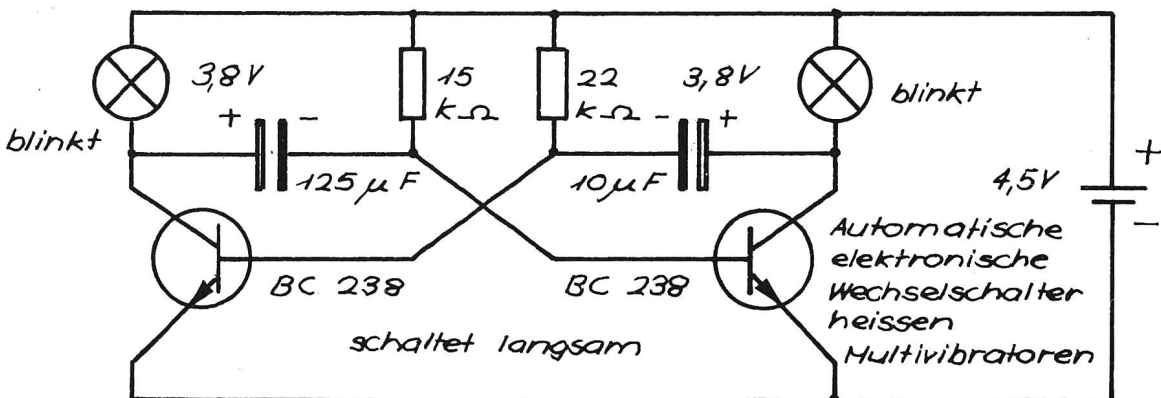 3,8V
15
kΩ
22
kΩ
3,8V
blinkt
blinkt
+ -
- +
125µF
10µF
4,5V
+
-
BC 238
BC 238
Automatische
elektronische
Wechselschalter
heissen
Multivibratoren
schaltet langsam